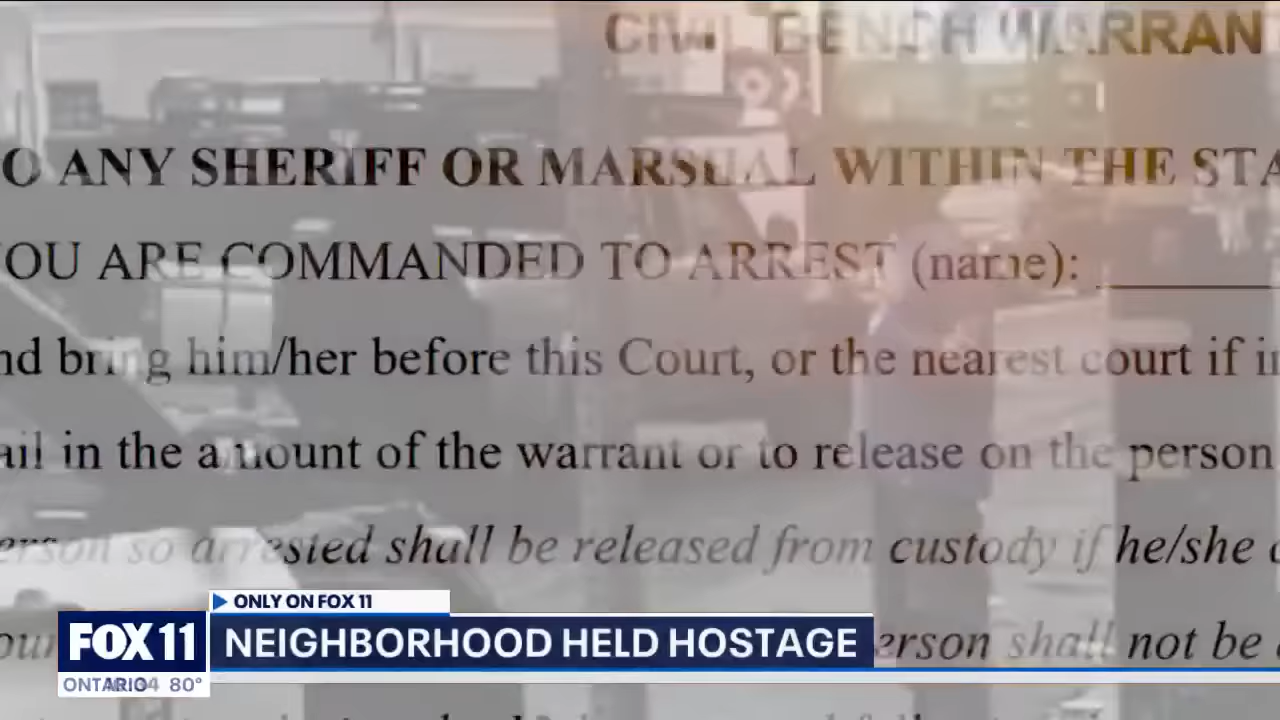 CIVIL BENCH WARRAN
O ANY SHERIFF OR MARSHAL WITHIN THE STA
YOU ARE COMMANDED TO ARREST (name):
nd bring him/her before this Court, or the nearest court if i
ail in the amount of the warrant or to release on the person
erson so arrested shall be released from custody if he/she
erson shall not be
ONLY ON FOX 11
FOX 11
NEIGHBORHOOD HELD HOSTAGE
ONTARIO 80°